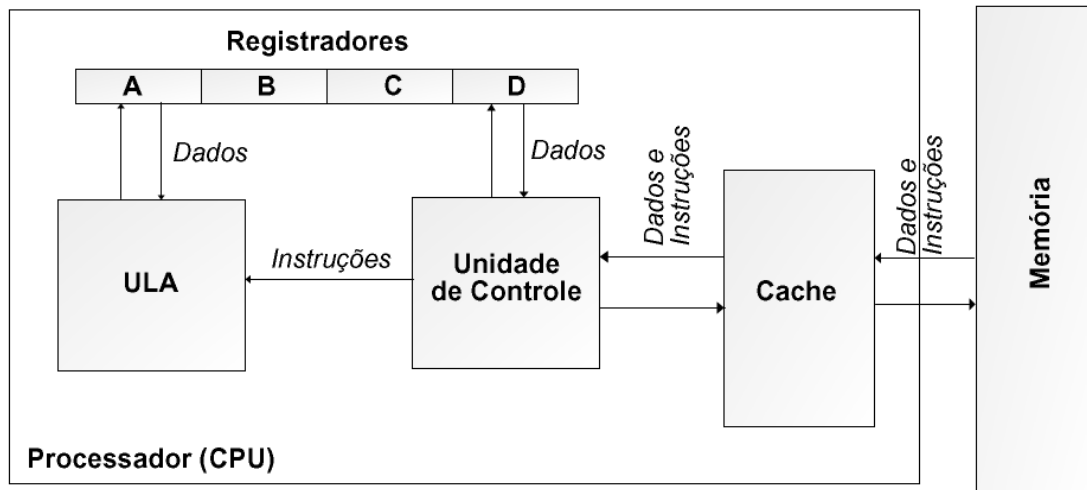 Registradores
A B C D
Dados
Dados
Dados e
Instruções
Dados e
Instruções
Instruções
ULA
Unidade
de Controle
Cache
Memória
Processador (CPU)